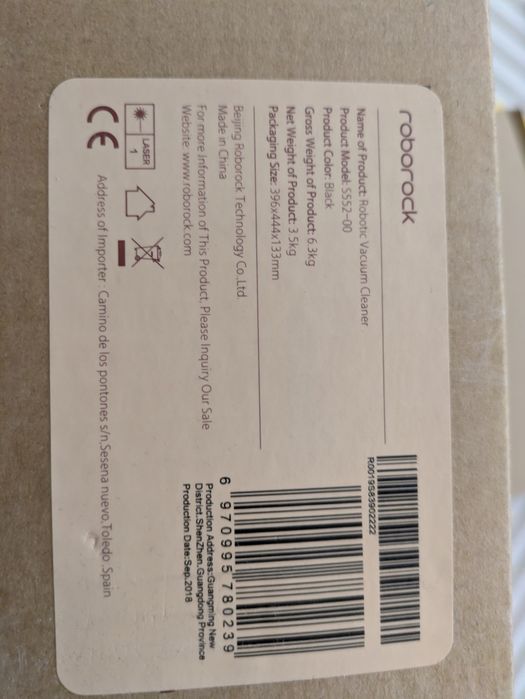 roborock
Name of Product: Robotic Vacuum Cleaner
Product Model: S552-00
Product Color: Black
Gross Weight of Product: 6.3kg
Net Weight of Product: 3.5kg
Packaging Size: 396x444x133mm
R0019S83902222
Beijing Roborock Technology Co.,Ltd.
Made in China
For more Information of This Product, Please Inquiry Our Sale
Website: www.roborock.com
6 970995 780239
Production Address:Guangming New
District,ShenZhen,Guangdong Province
Production Date:Sep.2018
LASER
1
CE
Address of Importer : Camino de los pontones s/n,Sesena nuevo,Toledo .Spain